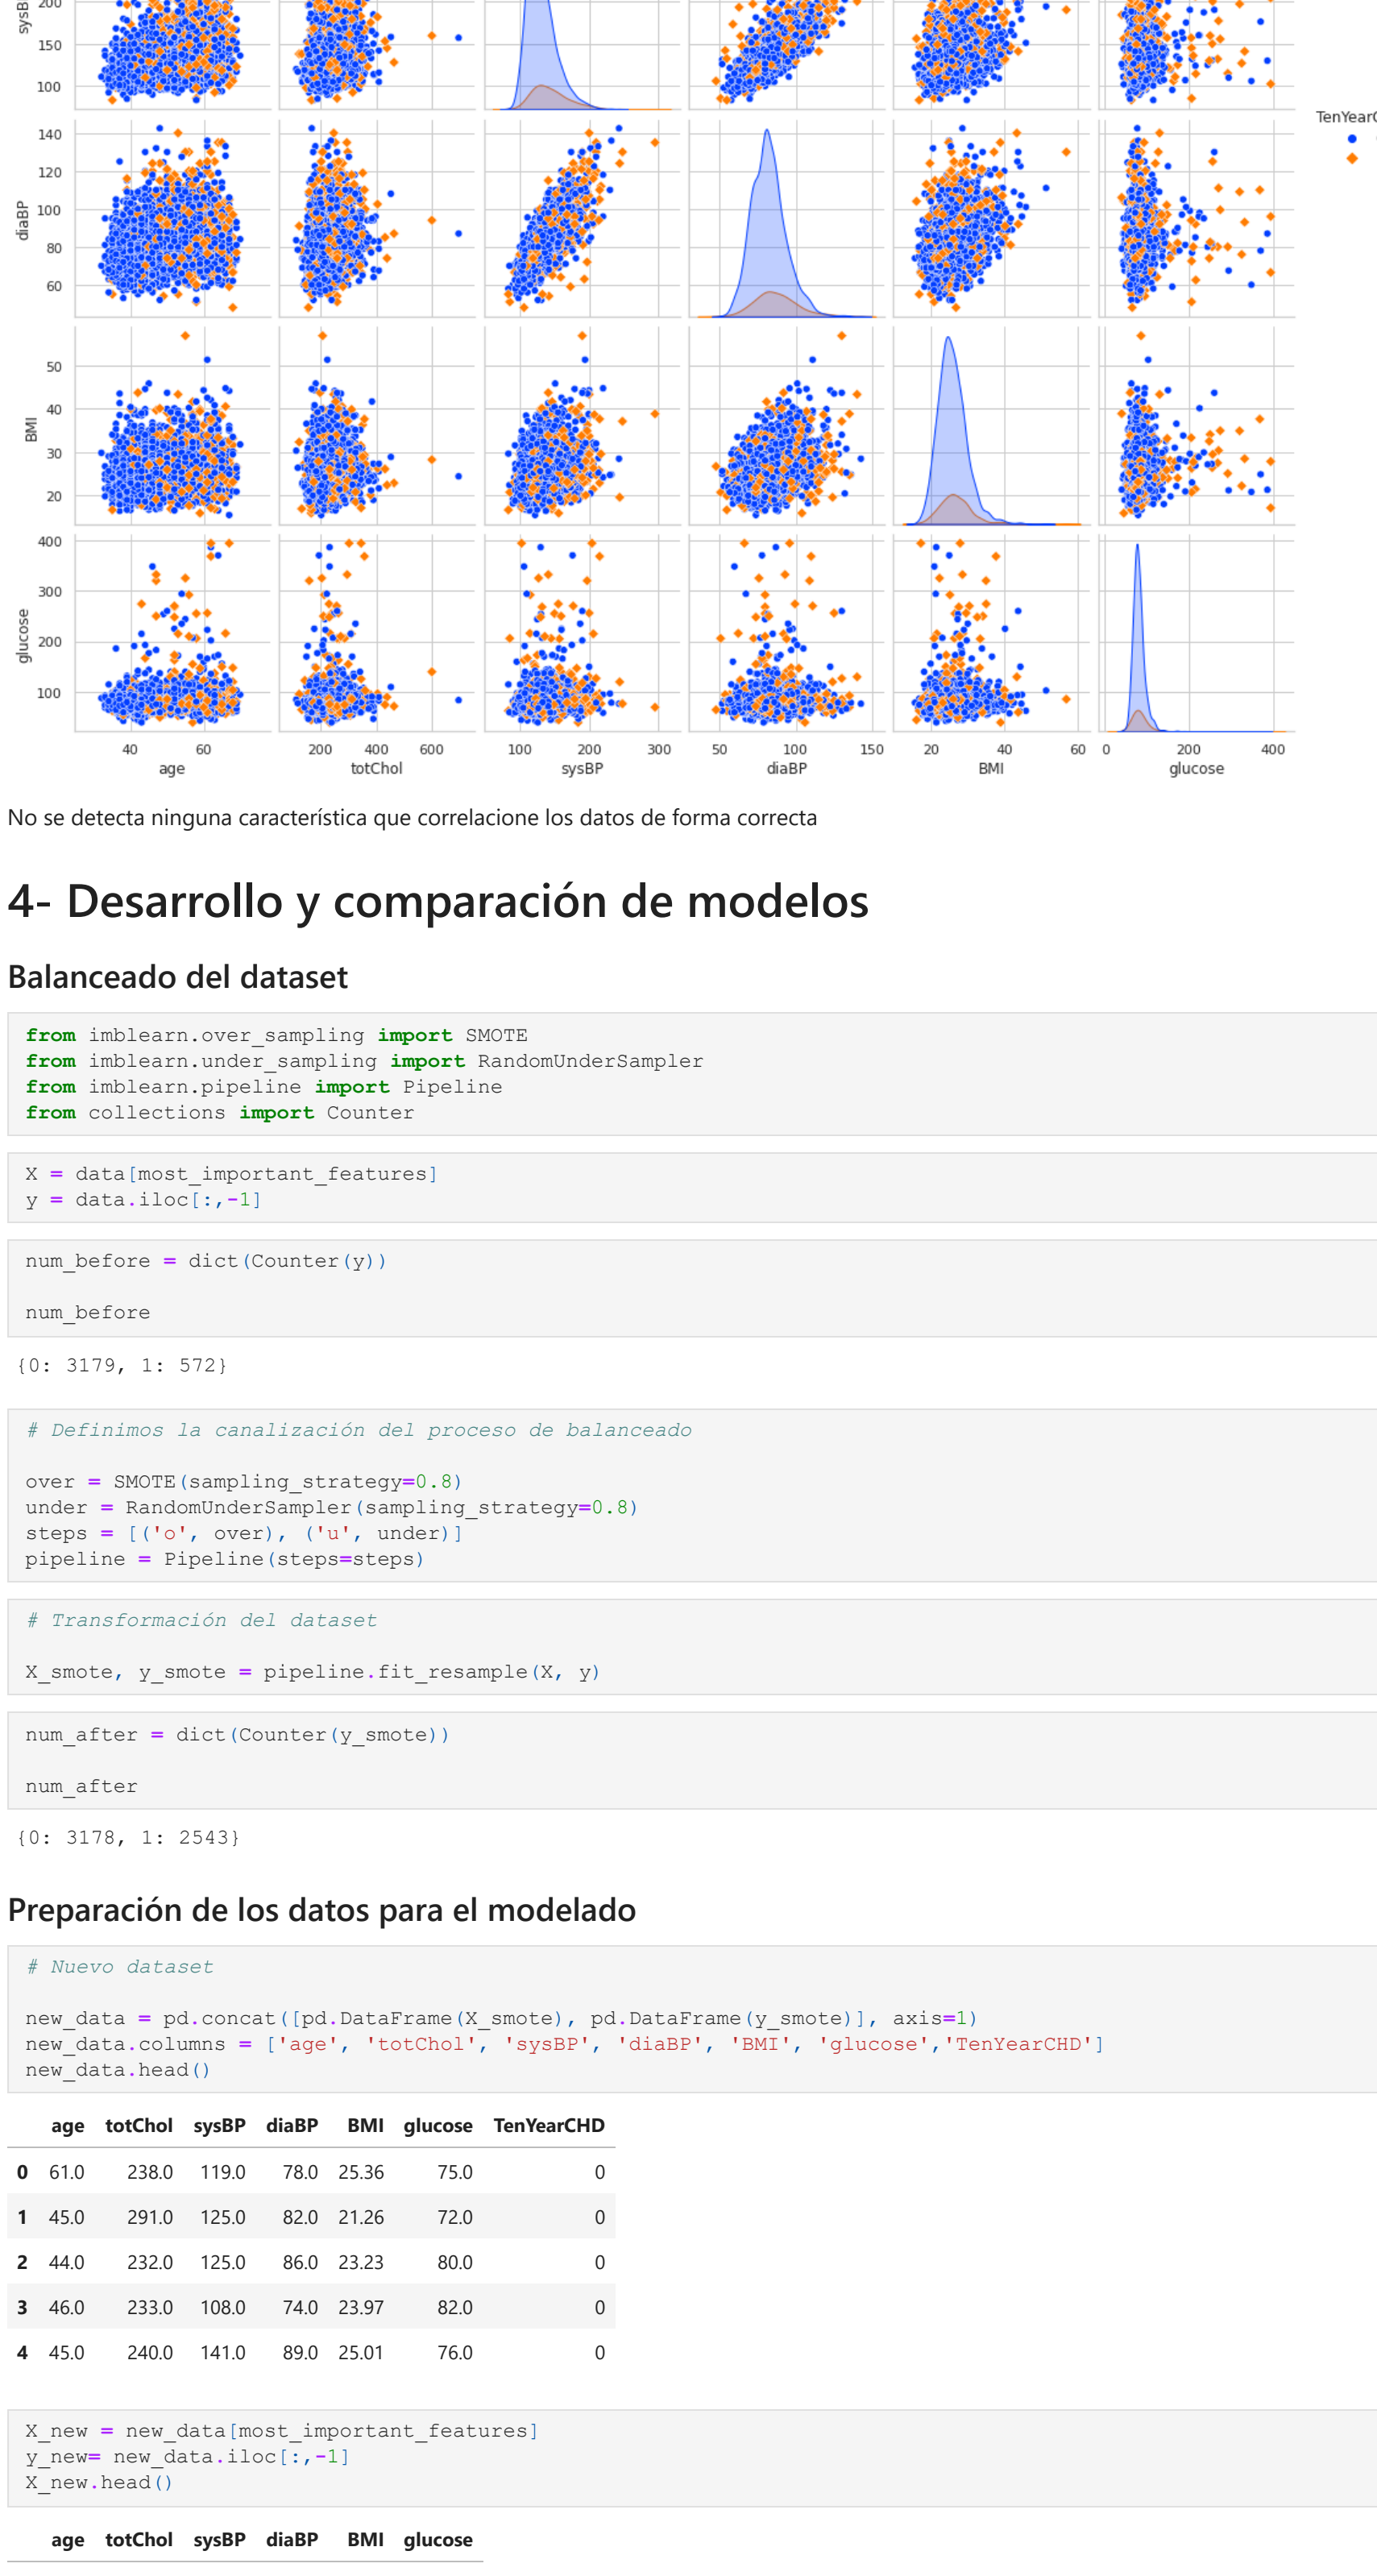 200
150
100
TenYearC
140
120
100
80
60
diaBP
50
40
30
20
BMI
400
300
200
100
glucose
40 60 200 400 600 100 200 300 50 100 150 20 40 60 0 200 400
age totChol sysBP diaBP BMI glucose
No se detecta ninguna característica que correlacione los datos de forma correcta
4- Desarrollo y comparación de modelos
Balanceado del dataset
from imblearn.over_sampling import SMOTE
from imblearn.under_sampling import RandomUnderSampler
from imblearn.pipeline import Pipeline
from collections import Counter
X = data[most_important_features]
y = data.iloc[:,-1]
num_before = dict(Counter(y))
num_before
{0: 3179, 1: 572}
# Definimos la canalización del proceso de balanceado
over = SMOTE(sampling_strategy=0.8)
under = RandomUnderSampler(sampling_strategy=0.8)
steps = [('o', over), ('u', under)]
pipeline = Pipeline(steps=steps)
# Transformación del dataset
X_smote, y_smote = pipeline.fit_resample(X, y)
num_after = dict(Counter(y_smote))
num_after
{0: 3178, 1: 2543}
Preparación de los datos para el modelado
# Nuevo dataset
new_data = pd.concat([pd.DataFrame(X_smote), pd.DataFrame(y_smote)], axis=1)
new_data.columns = ['age', 'totChol', 'sysBP', 'diaBP', 'BMI', 'glucose','TenYearCHD']
new_data.head()
age totChol sysBP diaBP BMI glucose TenYearCHD
0 61.0 238.0 119.0 78.0 25.36 75.0 0
1 45.0 291.0 125.0 82.0 21.26 72.0 0
2 44.0 232.0 125.0 86.0 23.23 80.0 0
3 46.0 233.0 108.0 74.0 23.97 82.0 0
4 45.0 240.0 141.0 89.0 25.01 76.0 0
X_new = new_data[most_important_features]
y_new= new_data.iloc[:,-1]
X_new.head()
age totChol sysBP diaBP BMI glucose